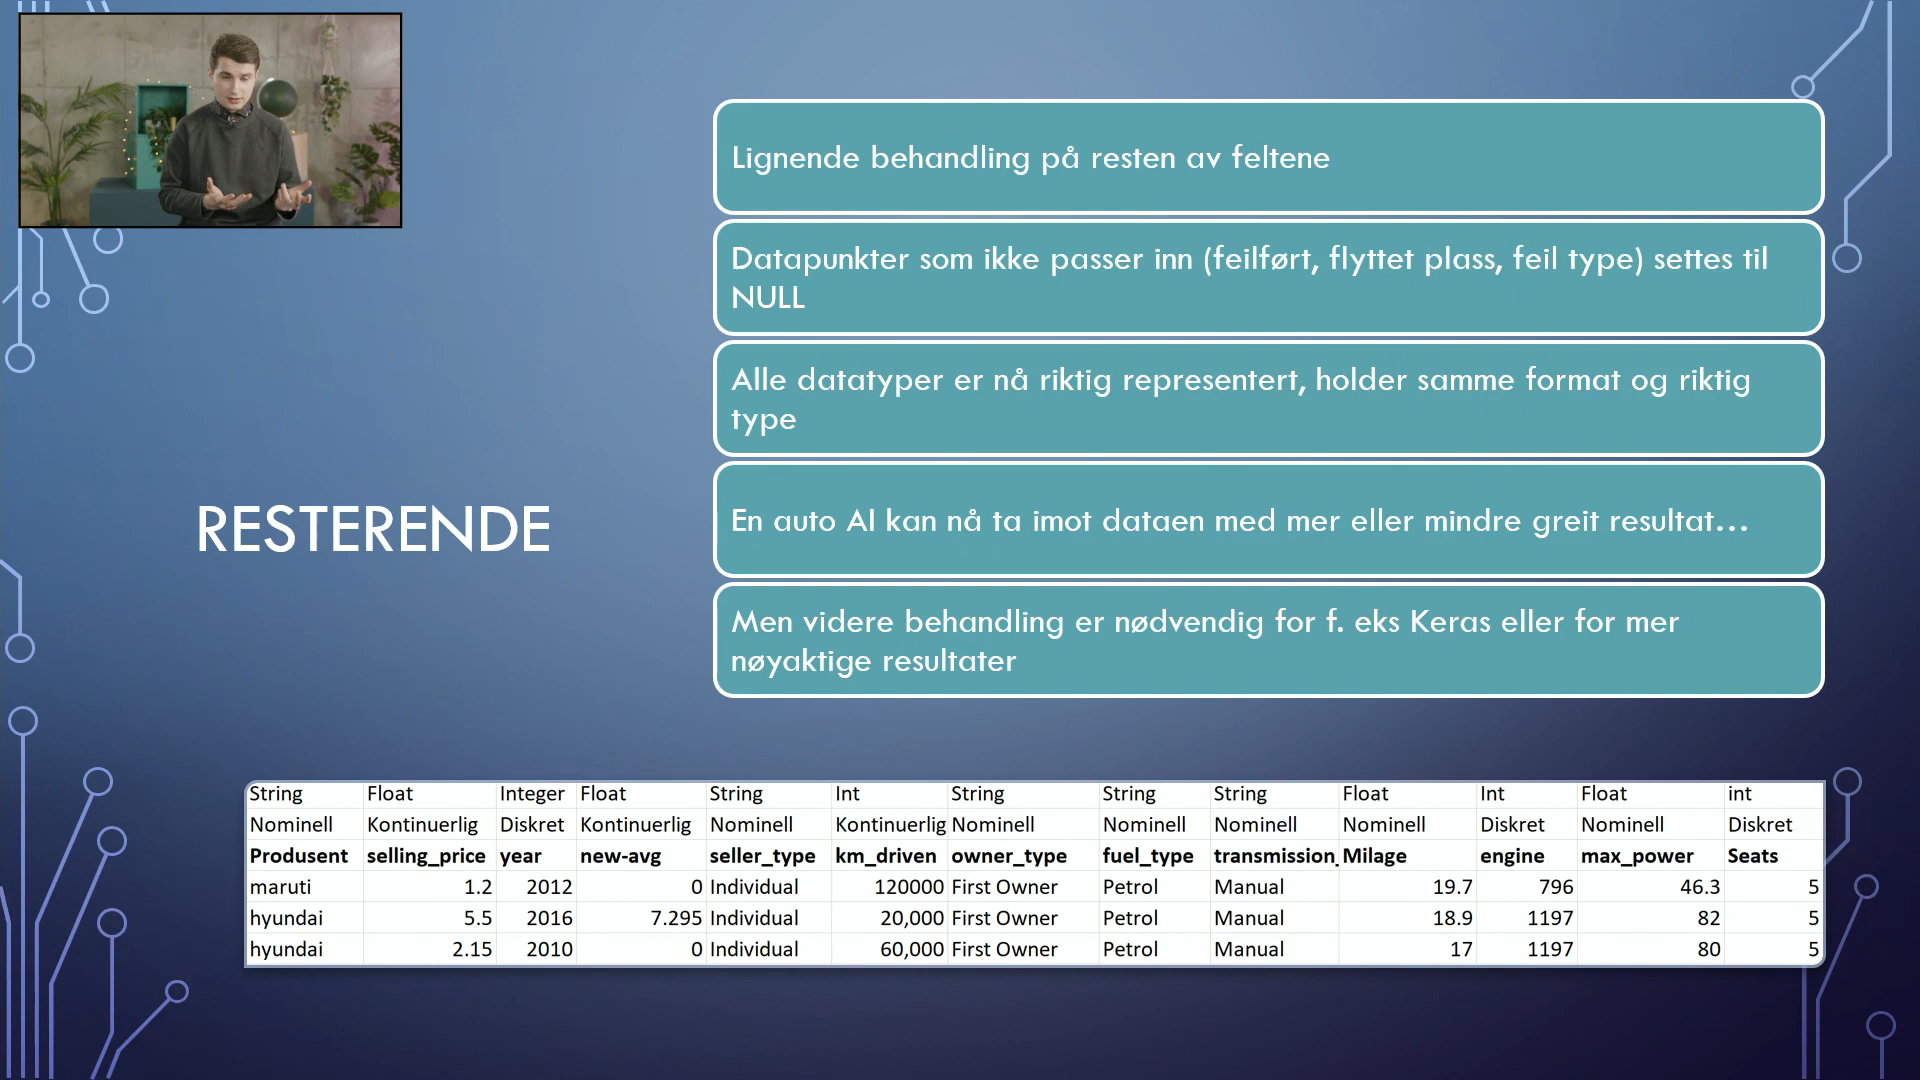 RESTERENDE
Lignende behandling på resten av feltene
Datapunkter som ikke passer inn (feilført, flyttet plass, feil type) settes til
NULL
Alle datatyper er nå riktig representert, holder samme format og riktig
type
En auto AI kan nå ta imot dataen med mer eller mindre greit resultat...
Men videre behandling er nødvendig for f. eks Keras eller for mer
nøyaktige resultater
String Float Integer Float String Int String String String Float Int Float int
Nominell Kontinuerlig Diskret Kontinuerlig Nominell Kontinuerlig Nominell Nominell Nominell Nominell Diskret Nominell Diskret
Produsent selling_price year new-avg seller_type km_driven owner_type fuel_type transmission_ Milage engine max_power Seats
maruti 1.2 2012 0 Individual 120000 First Owner Petrol Manual 19.7 796 46.3 5
hyundai 5.5 2016 7.295 Individual 20,000 First Owner Petrol Manual 18.9 1197 82 5
hyundai 2.15 2010 0 Individual 60,000 First Owner Petrol Manual 17 1197 80 5